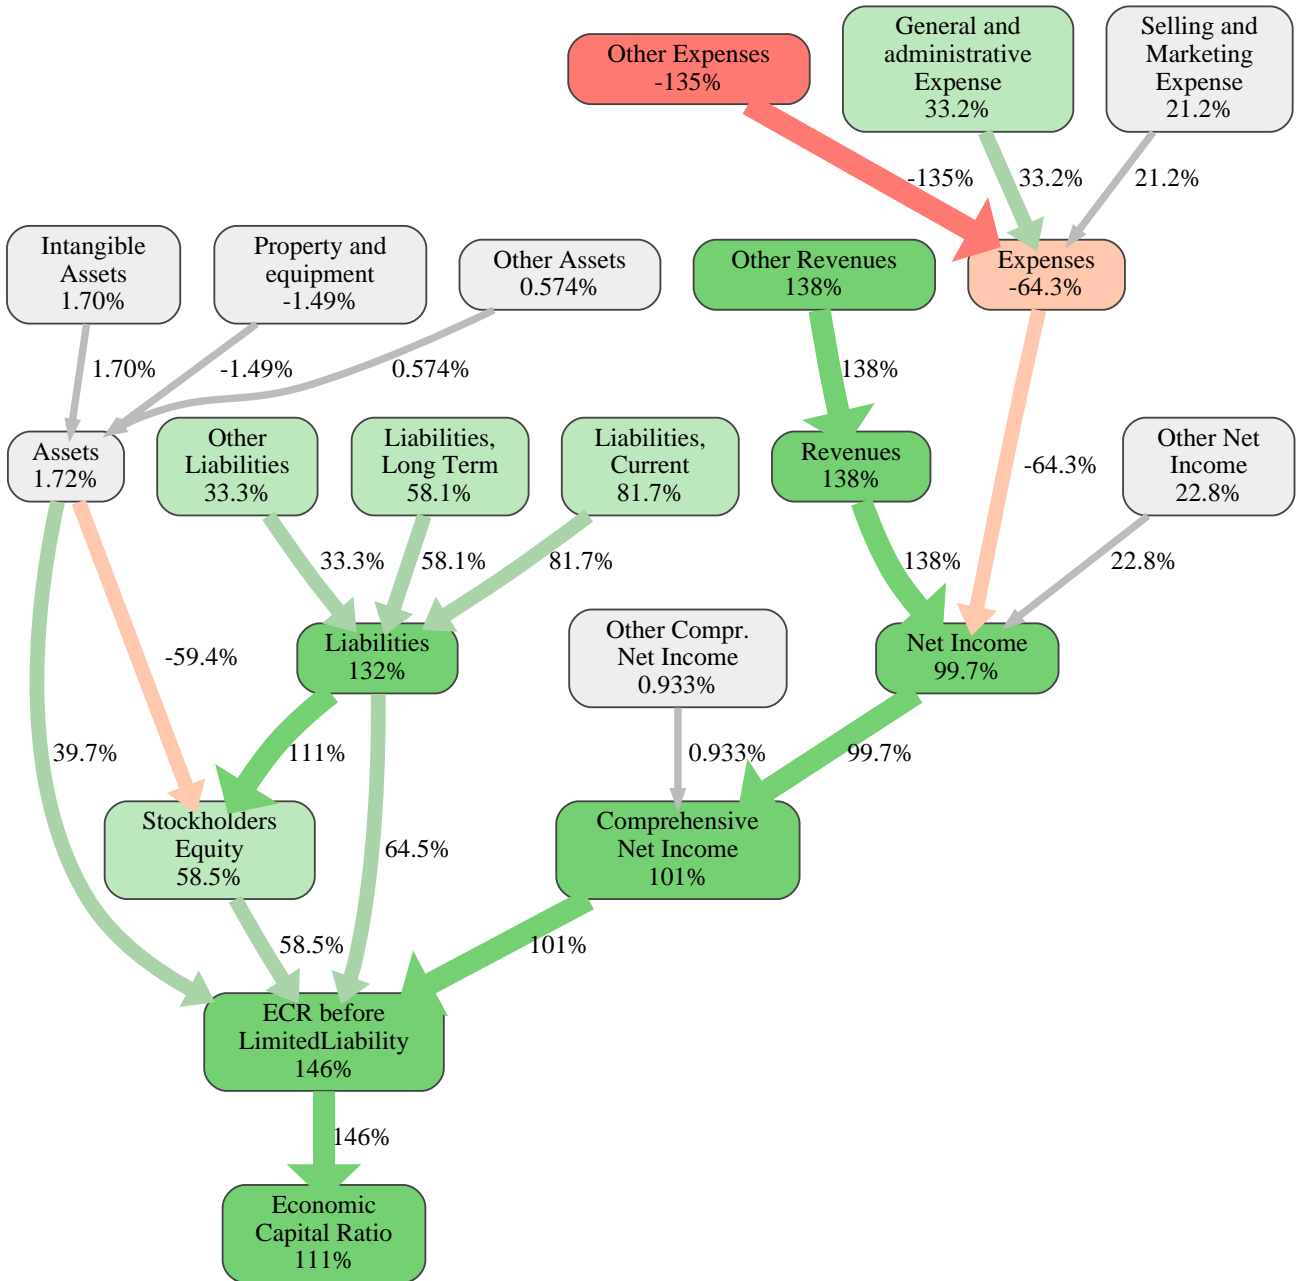 Other Expenses
-135%
General and
administrative
Expense
33.2%
Selling and
Marketing
Expense
21.2%
-135%
33.2%
21.2%
Intangible
Assets
1.70%
Property and
equipment
-1.49%
Other Assets
0.574%
Other Revenues
138%
Expenses
-64.3%
1.70%
-1.49%
0.574%
138%
Assets
1.72%
Other
Liabilities
33.3%
Liabilities,
Long Term
58.1%
Liabilities,
Current
81.7%
Revenues
138%
-64.3%
Other Net
Income
22.8%
33.3%
58.1%
81.7%
138%
22.8%
-59.4%
Liabilities
132%
Other Compr.
Net Income
0.933%
Net Income
99.7%
39.7%
111%
0.933%
99.7%
Stockholders
Equity
58.5%
64.5%
Comprehensive
Net Income
101%
58.5%
101%
ECR before
LimitedLiability
146%
146%
Economic
Capital Ratio
111%